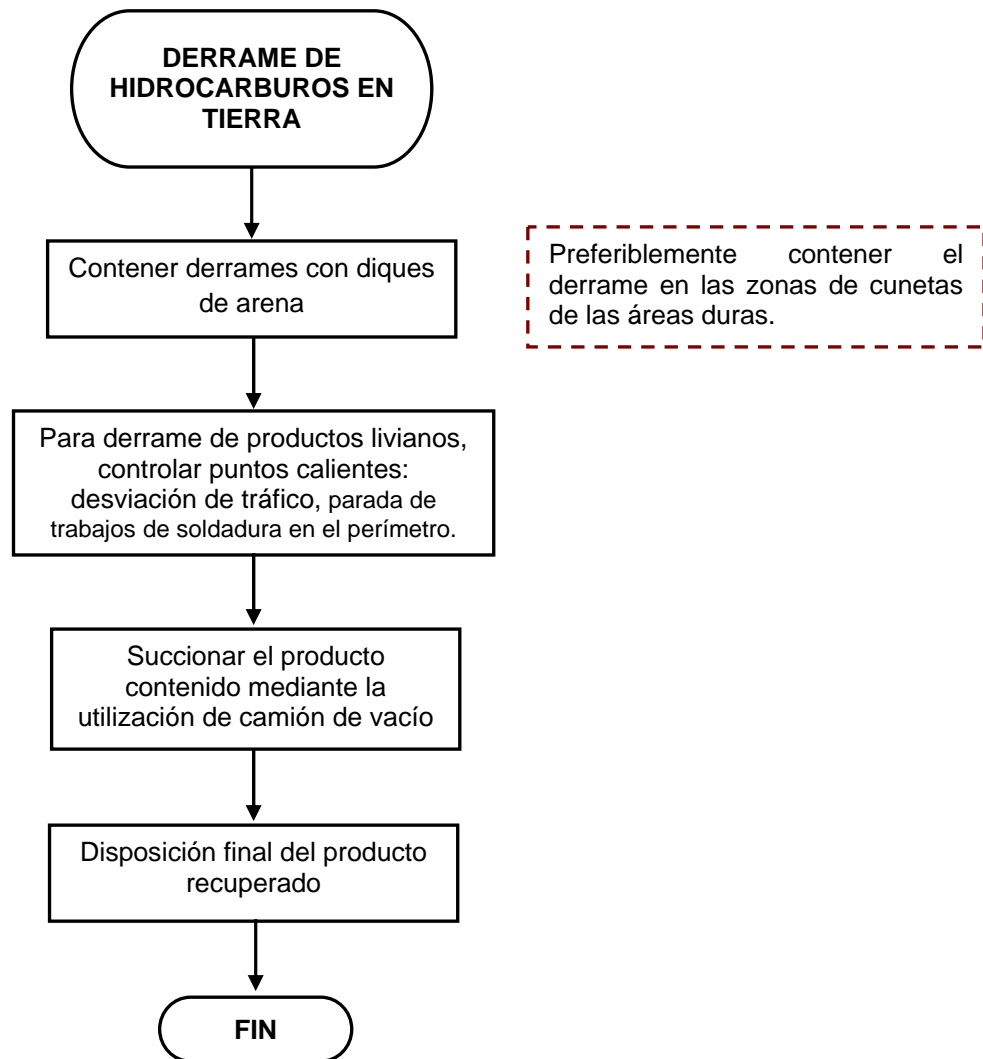 DERRAME DE
HIDROCARBUROS EN
TIERRA
Contener derrames con diques
de arena
Preferiblemente contener el
derrame en las zonas de cunetas
de las áreas duras.
Para derrame de productos livianos,
controlar puntos calientes:
desviación de tráfico, parada de
trabajos de soldadura en el perímetro.
Succionar el producto
contenido mediante la
utilización de camión de vacío
Disposición final del producto
recuperado
FIN